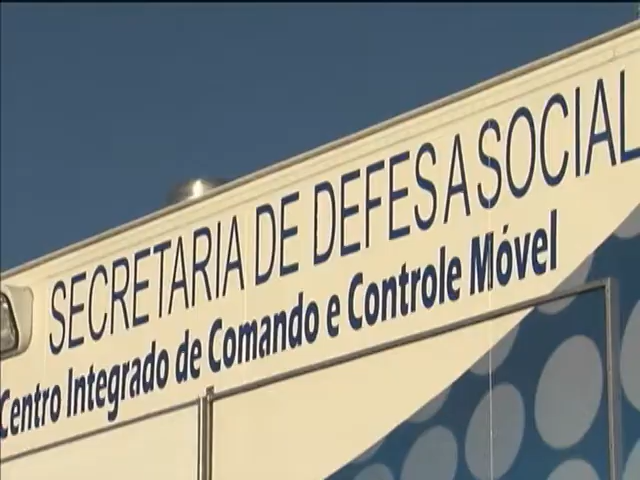 SECRETARIA DE DEFESA SOCIAL
Centro Integrado de Comando e Controle Móvel